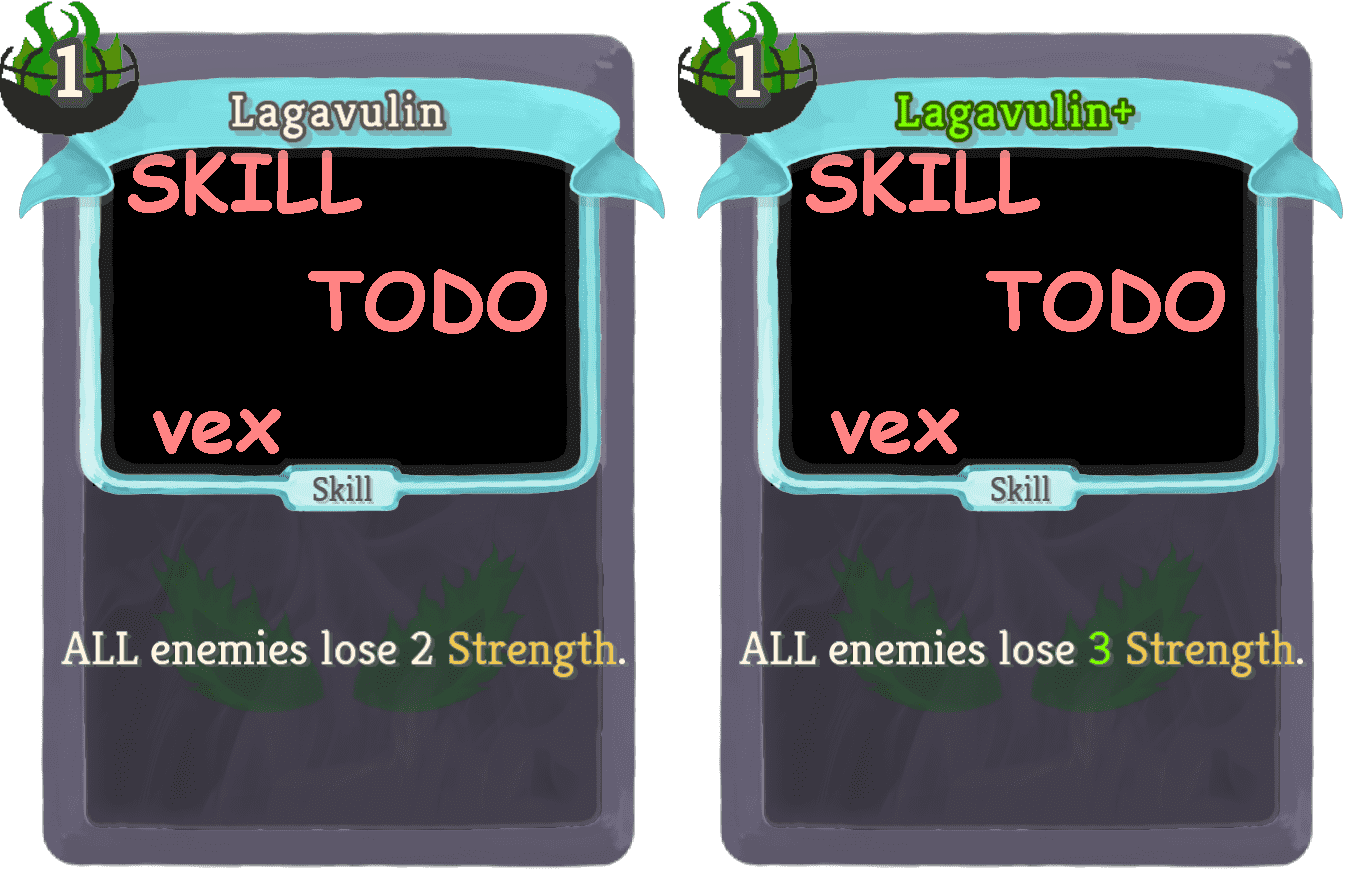 1
Lagavulin
SKILL
TODO
vex
Skill
ALL enemies lose 2 Strength.
1
Lagavulin+
SKILL
TODO
vex
Skill
ALL enemies lose 3 Strength.